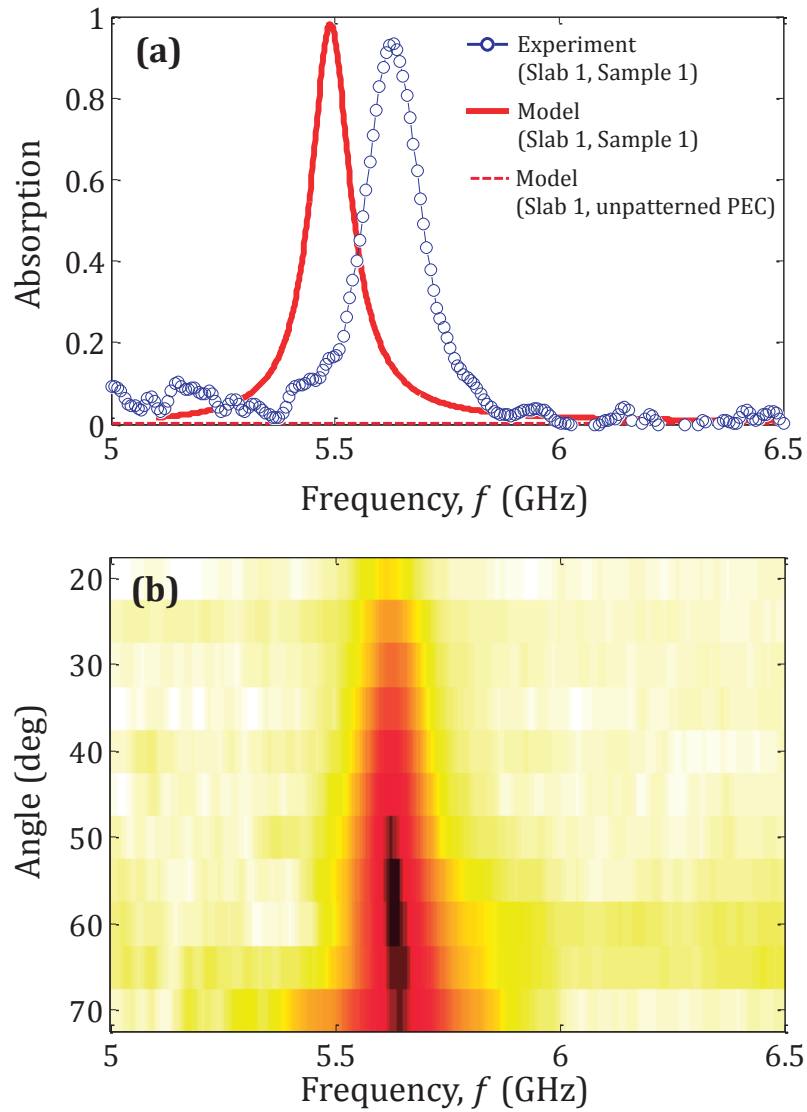 (a)
1
0.8
0.6
0.4
0.2
0
Absorption
Experiment
(Slab 1, Sample 1)
Model
(Slab 1, Sample 1)
Model
(Slab 1, unpatterned PEC)
5
5.5
6
6.5
Frequency, f (GHz)
(b)
20
30
40
50
60
70
Angle (deg)
5
5.5
6
6.5
Frequency, f (GHz)